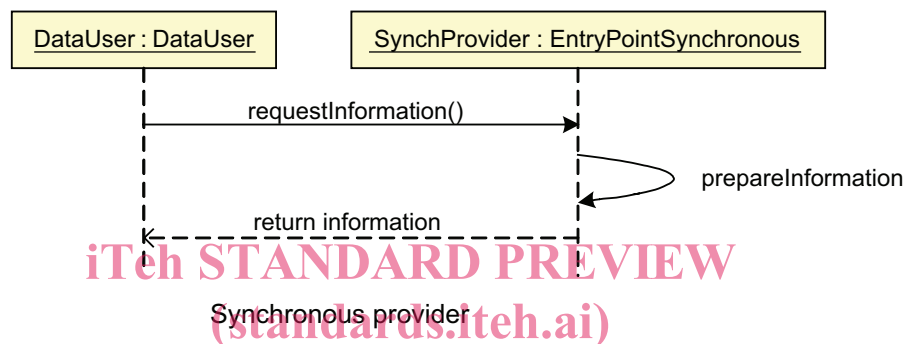 DataUser : DataUser
SynchProvider : EntryPointSynchronous
requestInformation()
prepareInformation
return information
iTeh STANDARD PREVIEW
Synchronous provider
(standards.iteh.ai)